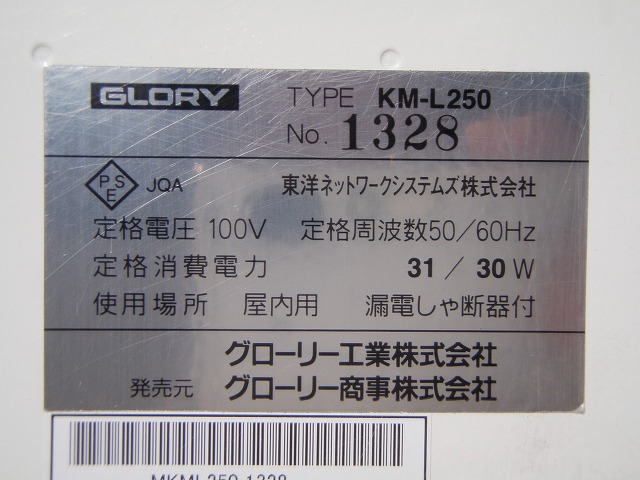 GLORY TYPE KM-L250
No. 1328
PSE JQA 東洋ネットワークシステムズ株式会社
定格電圧 100V 定格周波数50/60Hz
定格消費電力 31 / 30 W
使用場所 屋内用 漏電しゃ断器付
グローリー工業株式会社
発売元 グローリー商事株式会社
MKML250-1328